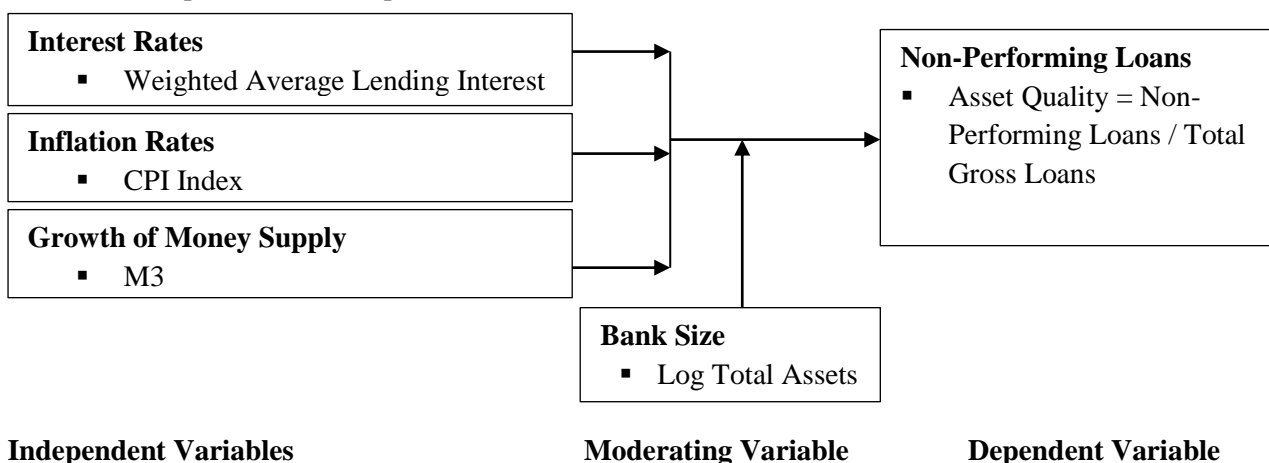 Interest Rates
▪ Weighted Average Lending Interest
Inflation Rates
▪ CPI Index
Growth of Money Supply
▪ M3
Non-Performing Loans
▪ Asset Quality = Non-
Performing Loans / Total
Gross Loans
Bank Size
▪ Log Total Assets
Independent Variables Moderating Variable Dependent Variable